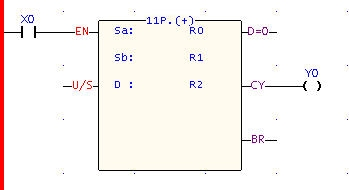 X0 11P.(+)
EN Sa: R0 D=0
Sb: R1 Y0
U/S D : R2 CY
BR